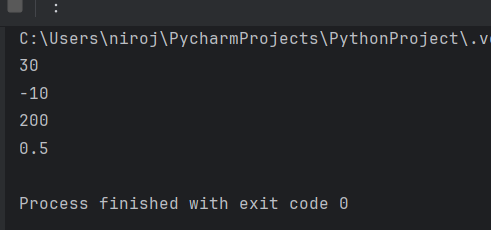 :
C:\Users\niroj\PycharmProjects\PythonProject\.v
30
-10
200
0.5
Process finished with exit code 0